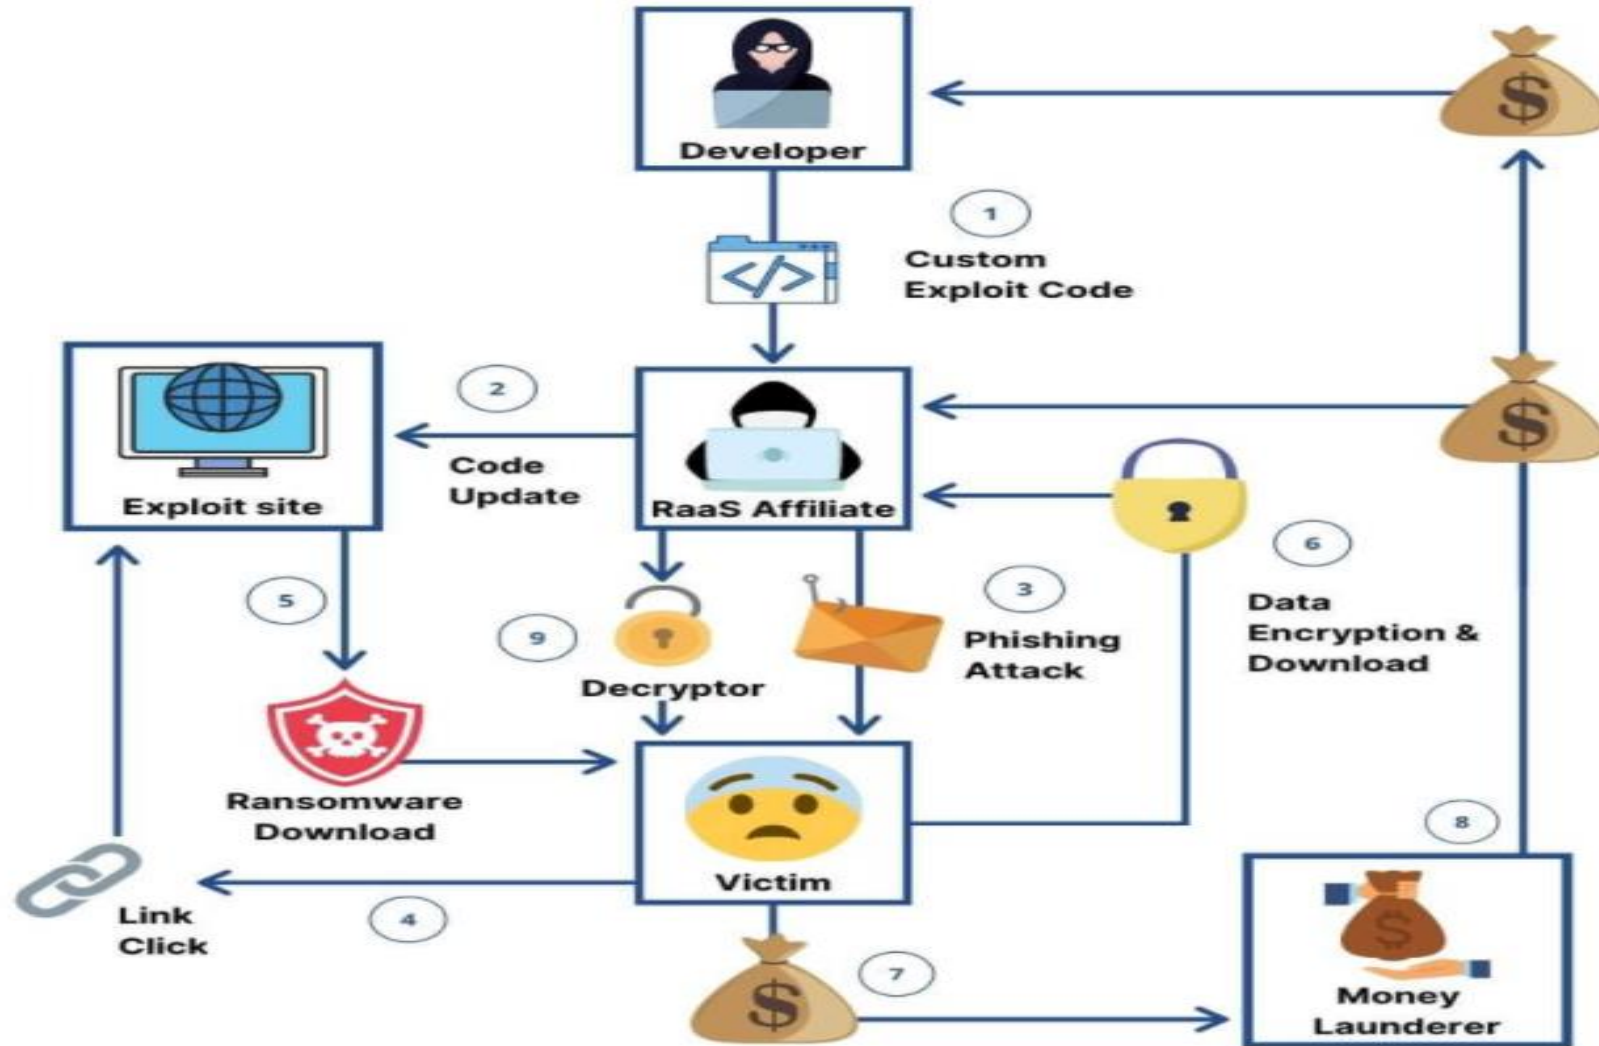 $
Developer
1
Custom
Exploit Code
</>
2
Code
Update
Exploit site
RaaS Affiliate
$
6
5
3
9
Data
Encryption &
Download
Phishing
Attack
Decryptor
Ransomware
Download
8
Victim
4
Link
Click
7
$
$
Money
Launderer